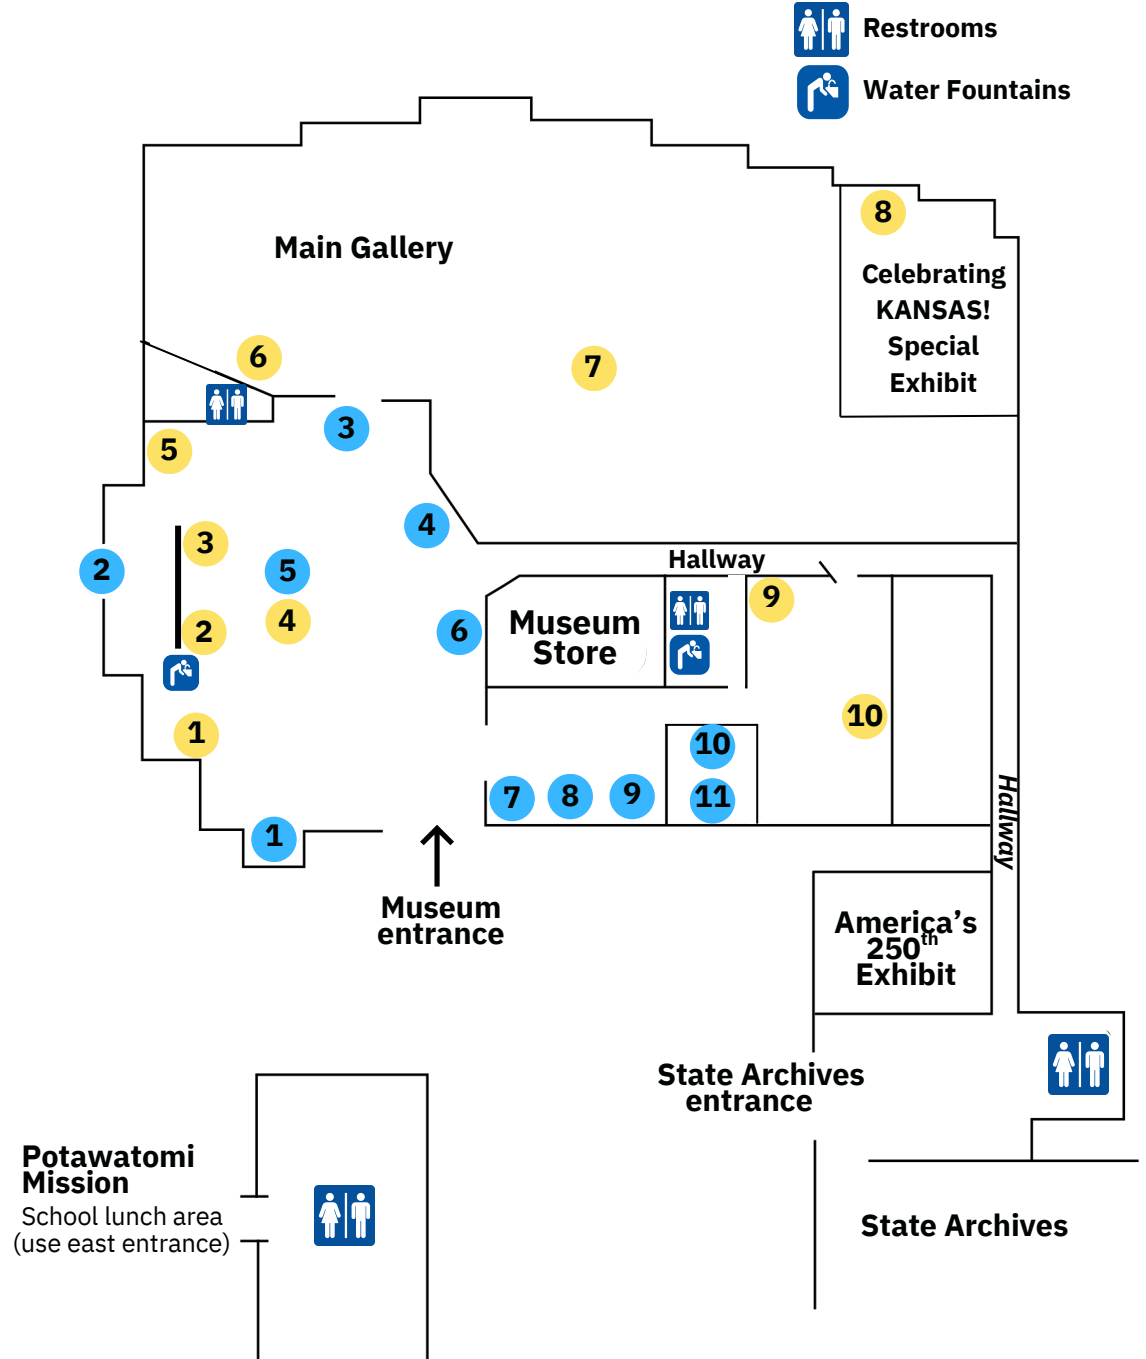 Restrooms
Water Fountains
8
Main Gallery
Celebrating
KANSAS!
Special
Exhibit
6
7
3
5
4
3
Hallway
2
5
9
4
2
6
Museum
Store
10
1
10
7
8
9
11
Hallway
1
Museum
entrance
America's
250th
Exhibit
State Archives
entrance
Potawatomi
Mission
School lunch area
(use east entrance)
State Archives